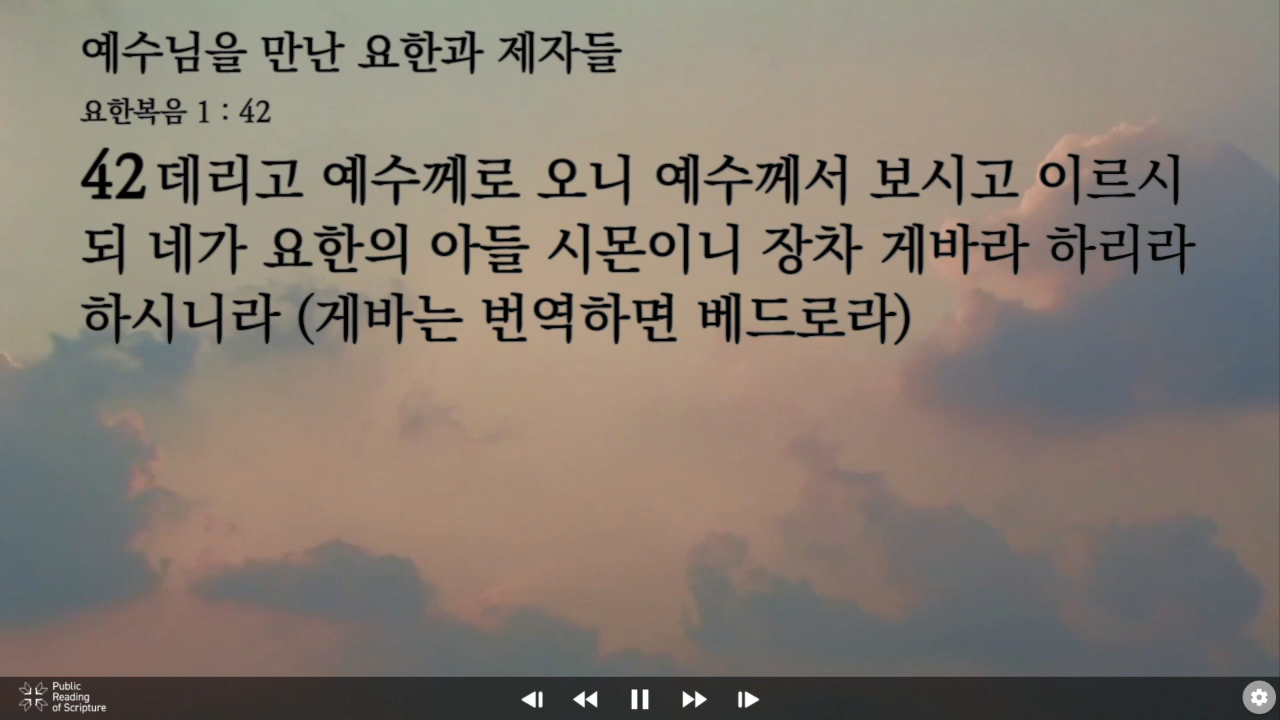 예수님을 만난 요한과 제자들
요한복음 1 : 42
42 데리고 예수께로 오니 예수께서 보시고 이르시
되 네가 요한의 아들 시몬이니 장차 게바라 하리라
하시니라 (게바는 번역하면 베드로라)
Public
Reading
of Scripture